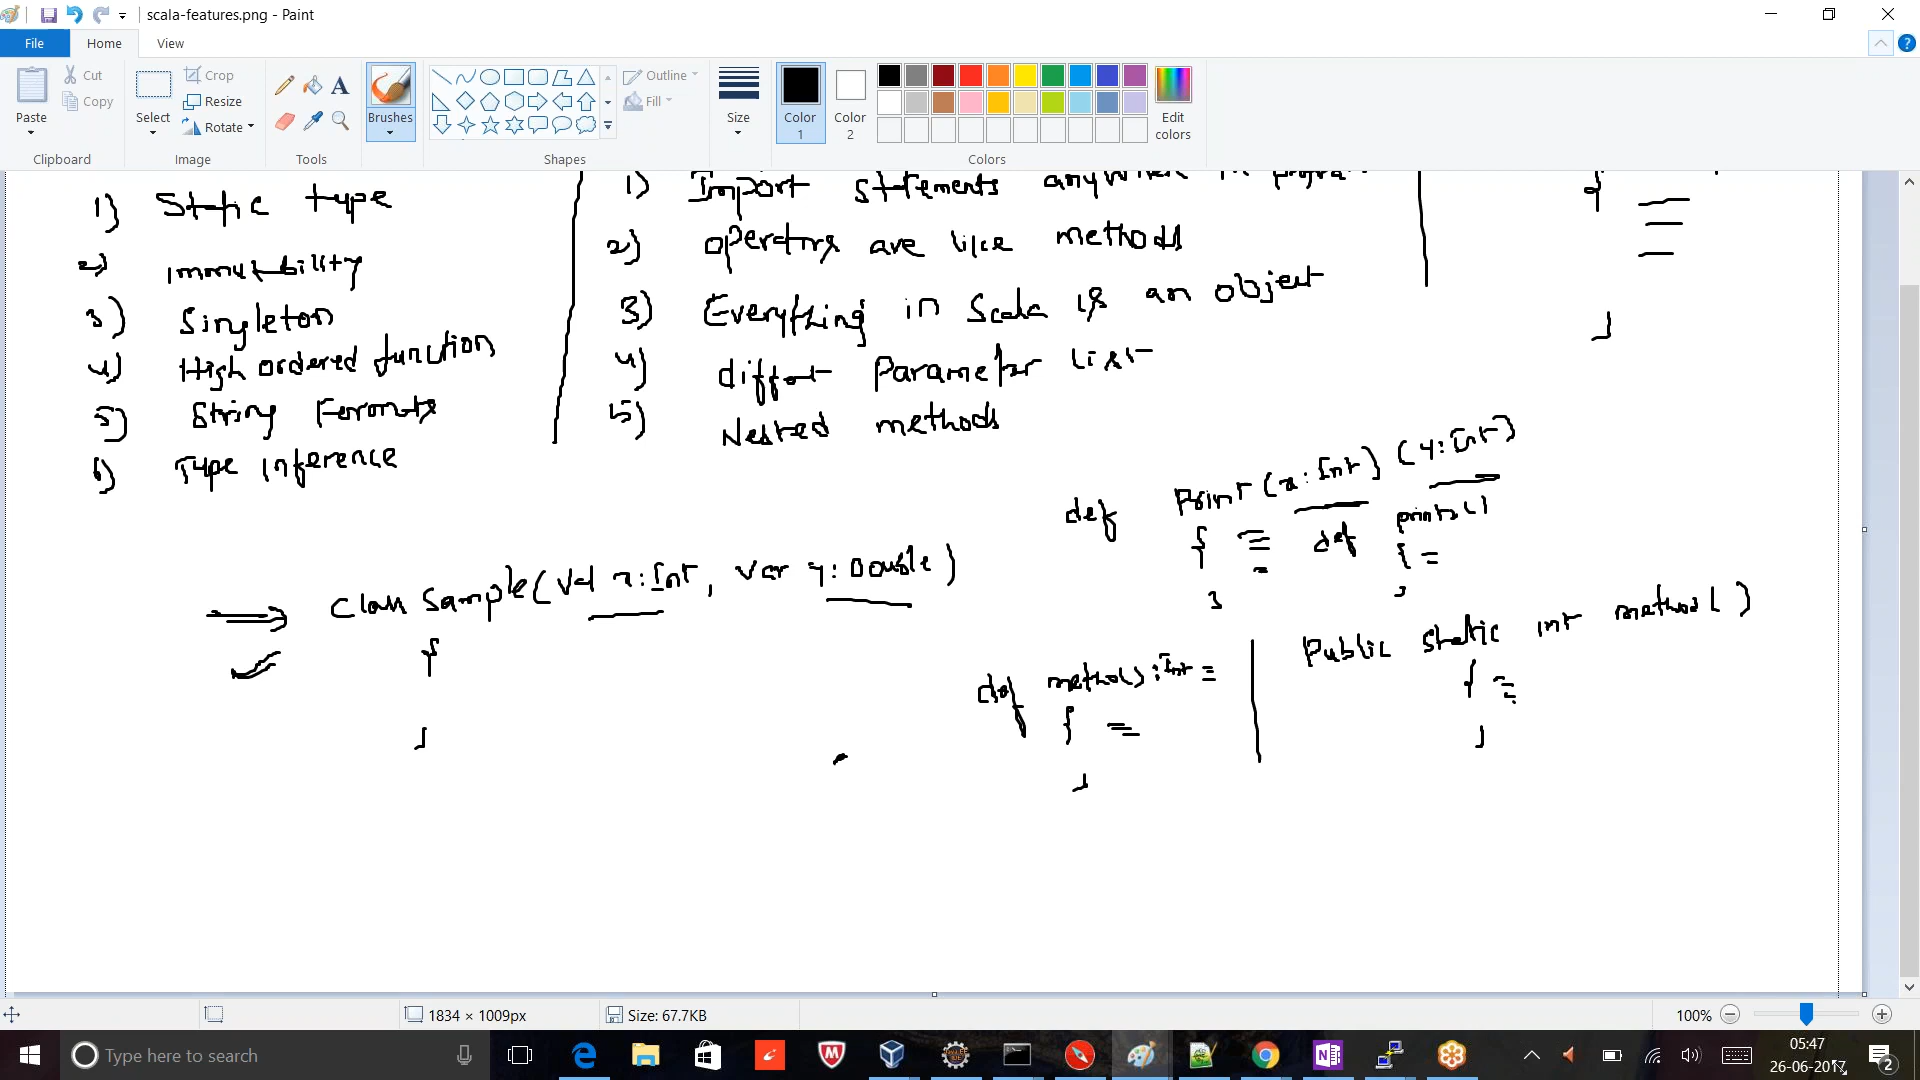 scala-features.png - Paint
File Home View
Paste Cut Copy Clipboard
Select Crop Resize Rotate Image
Tools
Brushes
Outline Fill Shapes
Size
Color 1 Color 2 Edit colors Colors
1) Static type
2) immutbility
3) Singleton
4) High ordered function
5) String Formats
6) Type inference
1) Import statements anywhere in
2) operators are like methods
3) Everything in Scala is an object
4) Parameter list
5) Nested methods
def Print (x: Int) (y: Int)
{ def prints()
{ =
}
}
class Sample (val x: Int, var y: Double)
{
}
def method(): Int =
{
}
Public static int method()
{
}
1834 × 1009px Size: 67.7KB 100%
Type here to search
05:47
26-06-2017
2